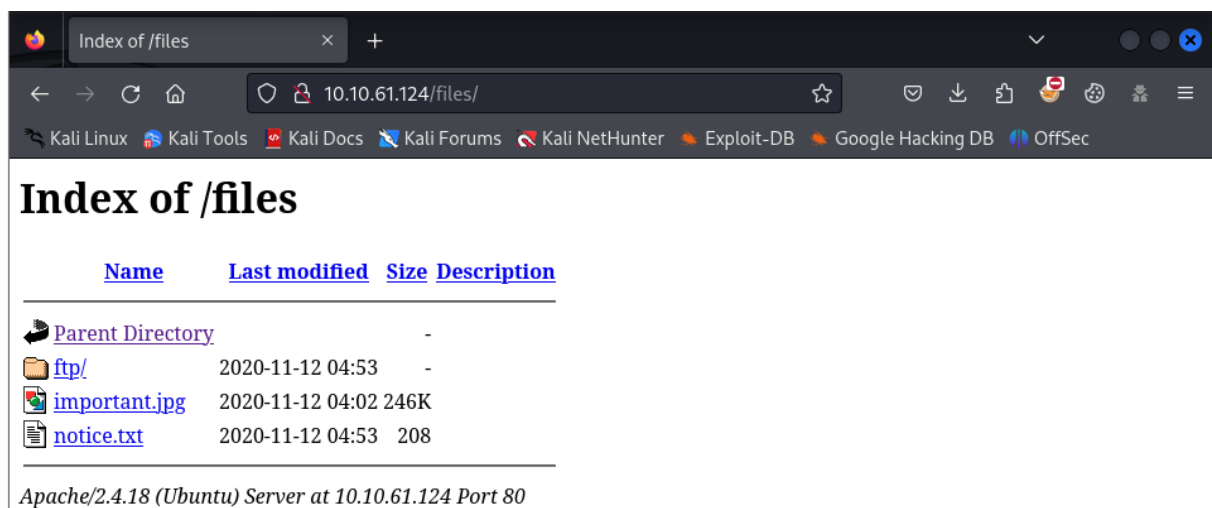 Index of /files
10.10.61.124/files/
Kali Linux Kali Tools Kali Docs Kali Forums Kali NetHunter Exploit-DB Google Hacking DB OffSec
Index of /files
Name Last modified Size Description
Parent Directory -
ftp/ 2020-11-12 04:53 -
important.jpg 2020-11-12 04:02 246K
notice.txt 2020-11-12 04:53 208
Apache/2.4.18 (Ubuntu) Server at 10.10.61.124 Port 80